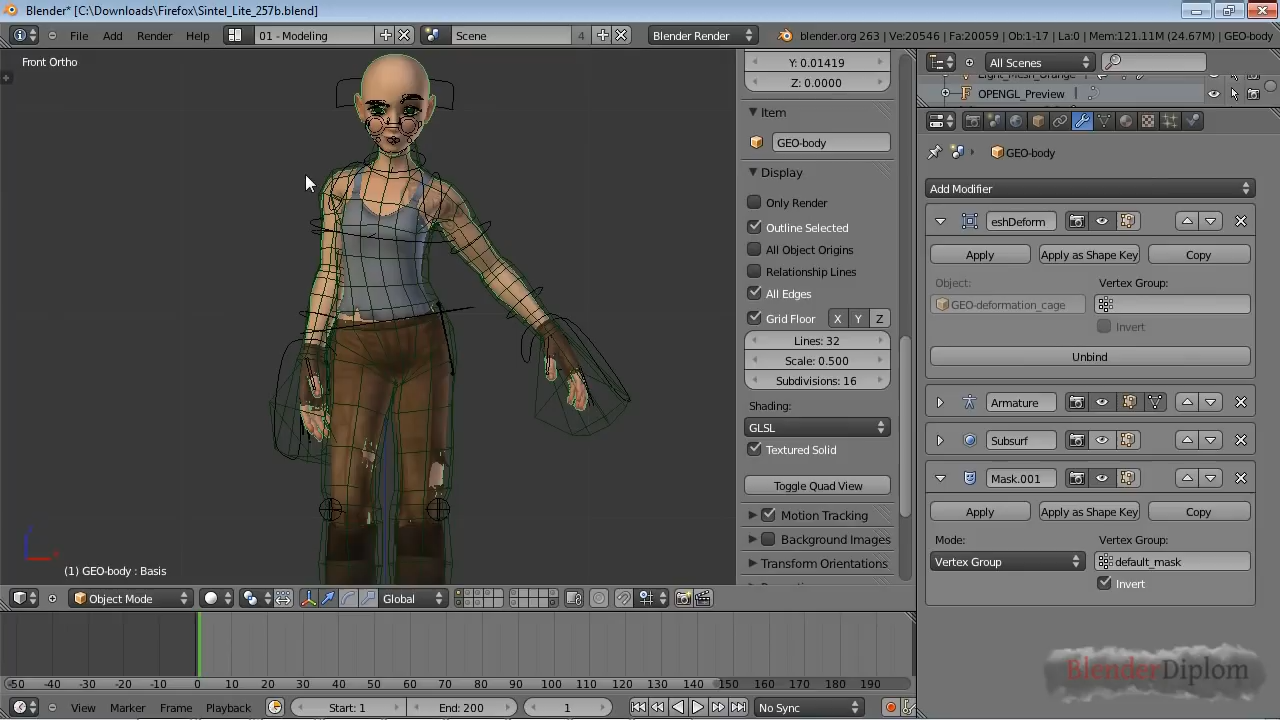 Blender* [C:\Downloads\Firefox\Sintel_Lite_257b.blend]
File Add Render Help 01 - Modeling Scene 4 Blender Render blender.org 263 | Ve:20546 | Fa:20059 | Ob:1-17 | La:0 | Mem:121.11M (24.67M) | GEO-body
Front Ortho
Y: 0.01419
Z: 0.0000
Item
GEO-body
Display
Only Render
Outline Selected
All Object Origins
Relationship Lines
All Edges
Grid Floor X Y Z
Lines: 32
Scale: 0.500
Subdivisions: 16
Shading:
GLSL
Textured Solid
Toggle Quad View
Motion Tracking
Background Images
Transform Orientations
All Scenes
Light_Mesh_Orange
OPENGL_Preview
GEO-body
Add Modifier
eshDeform
Apply Apply as Shape Key Copy
Object: Vertex Group:
GEO-deformation_cage
Invert
Unbind
Armature
Subsurf
Mask.001
Apply Apply as Shape Key Copy
Mode: Vertex Group:
Vertex Group default_mask
Invert
(1) GEO-body : Basis
Object Mode Global
-50 -40 -30 -20 -10 0 10 20 30 40 50 60 70 80 90 100 110 120 130 140 150 160 170 180 190
View Marker Frame Playback Start: 1 End: 200 1 No Sync
BlenderDiplom